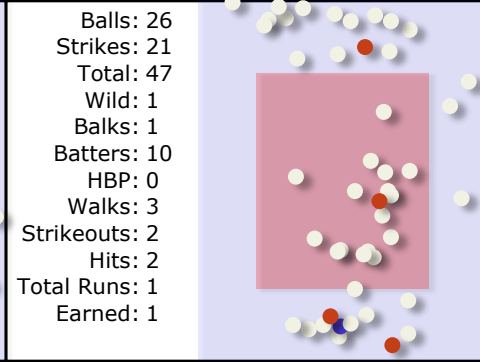 Balls: 26
Strikes: 21
Total: 47
Wild: 1
Balks: 1
Batters: 10
HBP: 0
Walks: 3
Strikeouts: 2
Hits: 2
Total Runs: 1
Earned: 1